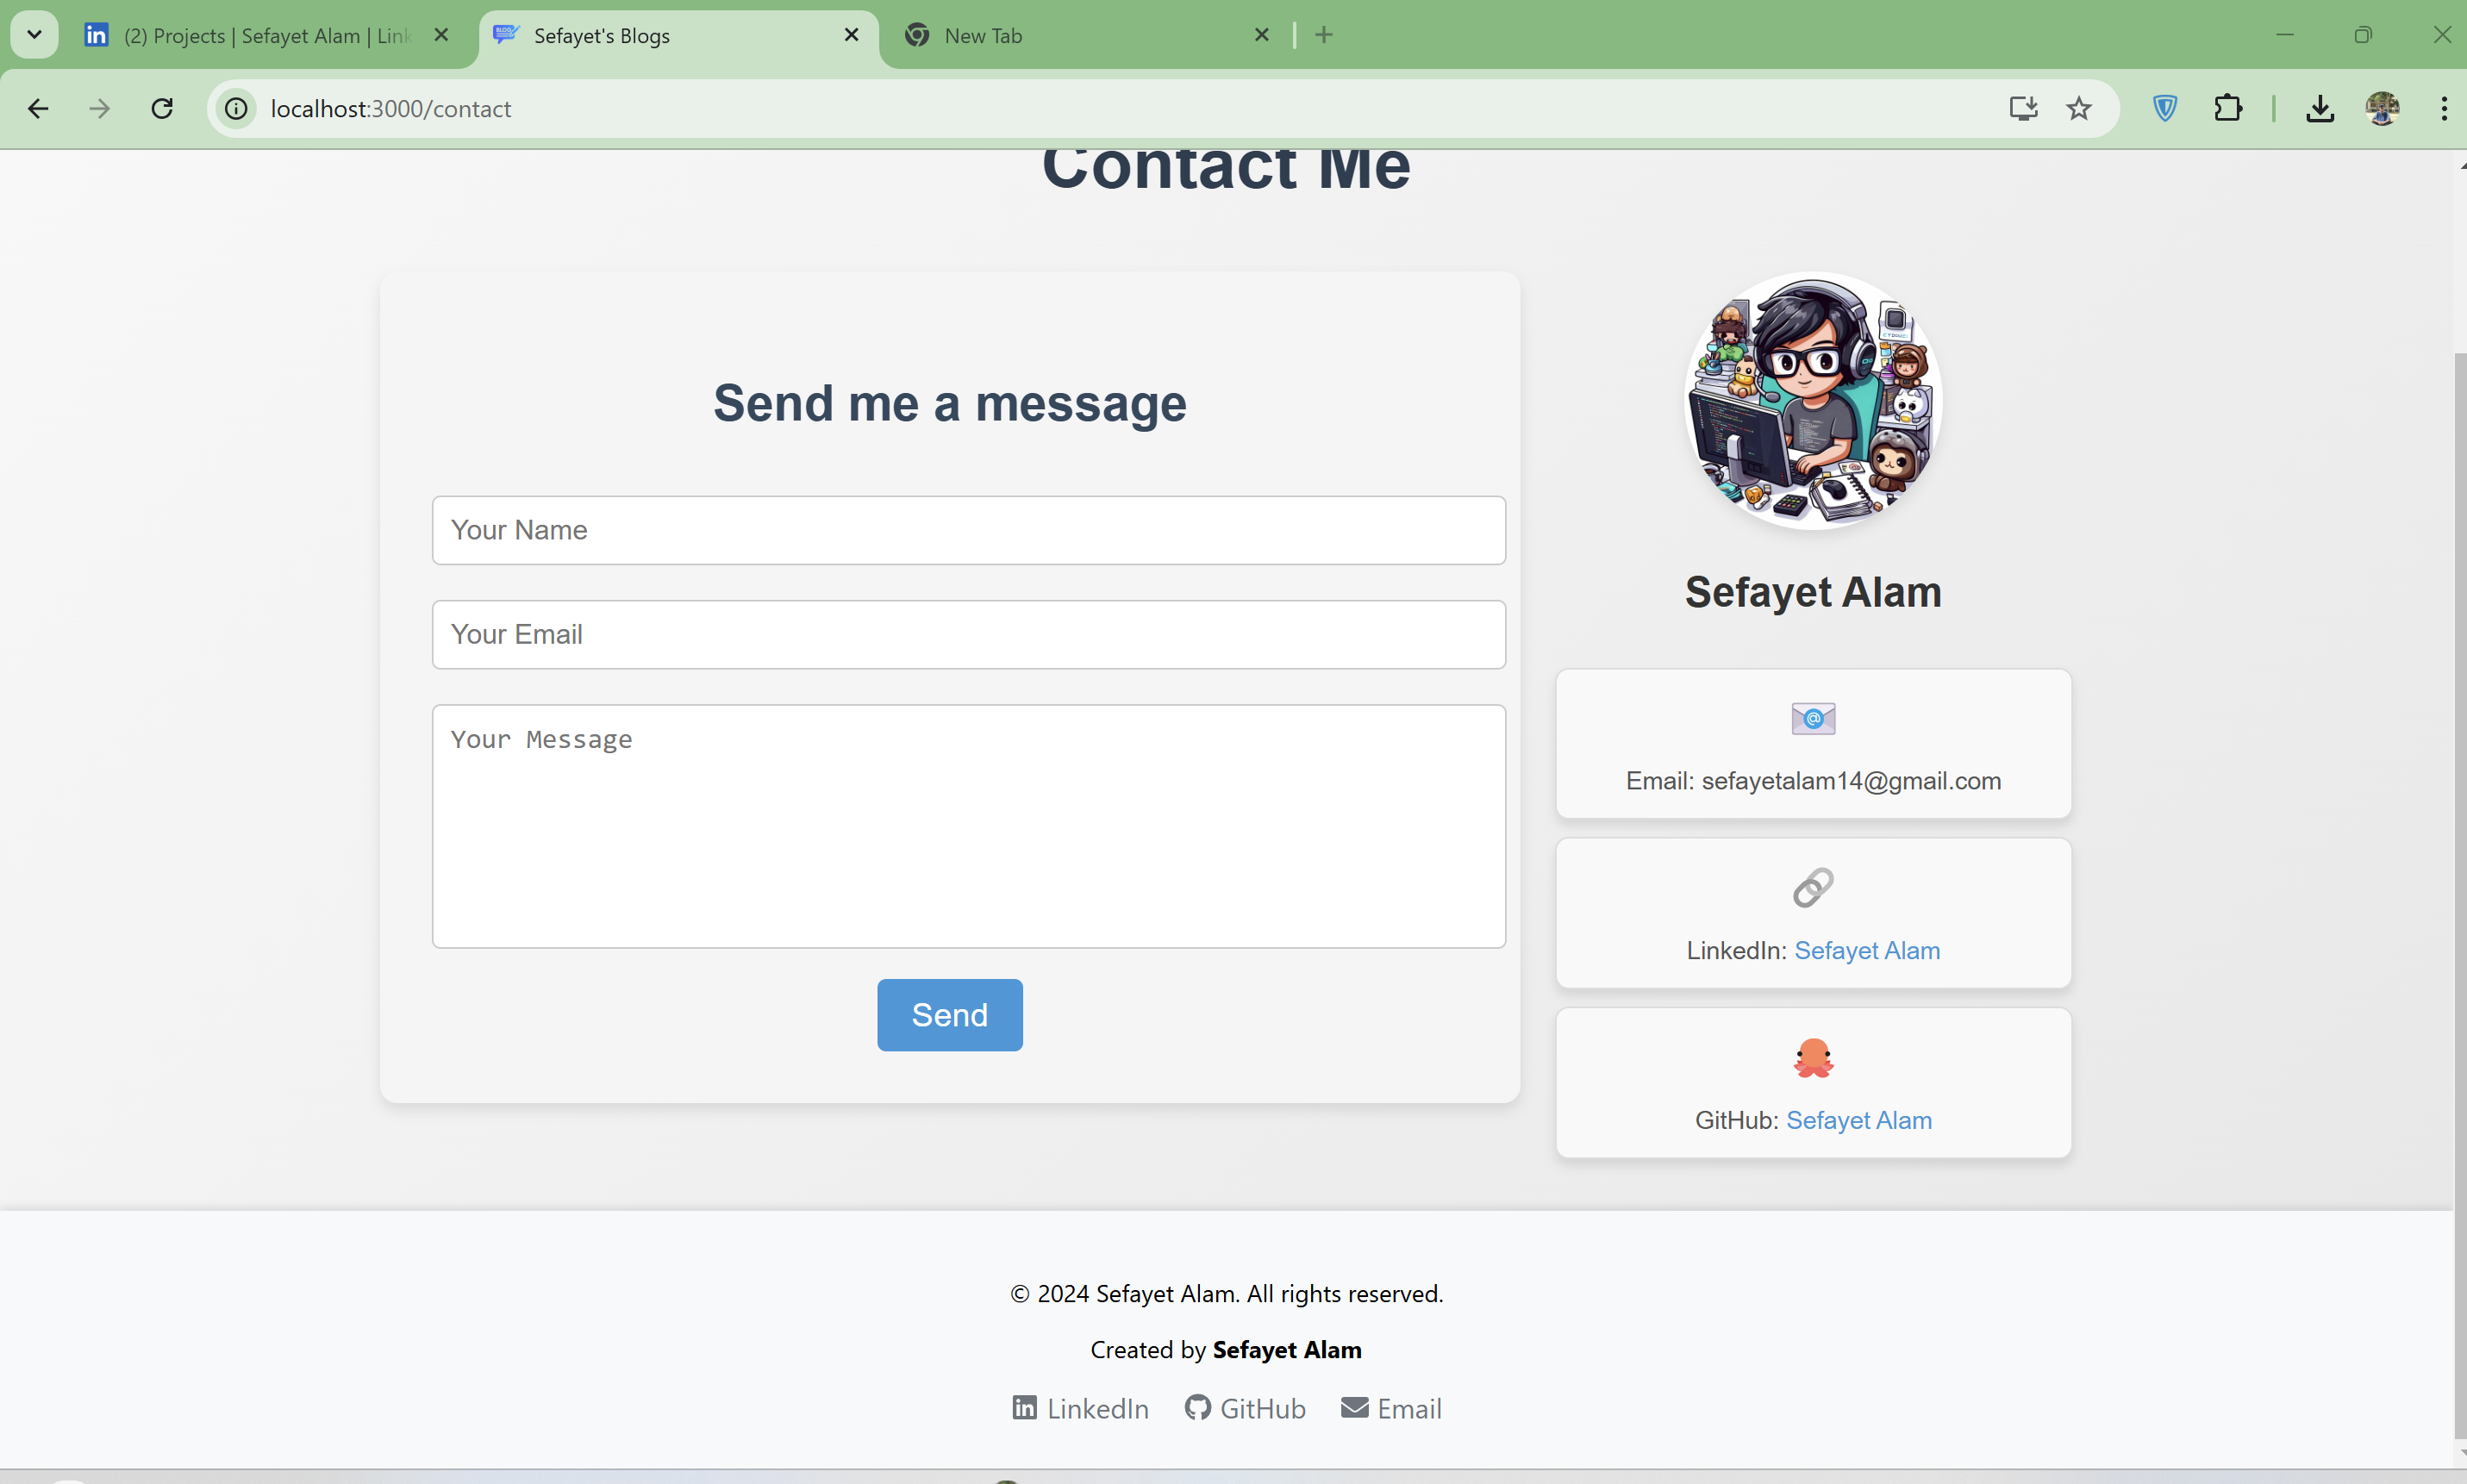 (2) Projects | Sefayet Alam | Link
Sefayet's Blogs
New Tab
localhost:3000/contact
Contact Me
Send me a message
Your Name
Your Email
Your Message
Send
Sefayet Alam
Email: sefayetalam14@gmail.com
LinkedIn: Sefayet Alam
GitHub: Sefayet Alam
© 2024 Sefayet Alam. All rights reserved.
Created by Sefayet Alam
LinkedIn GitHub Email